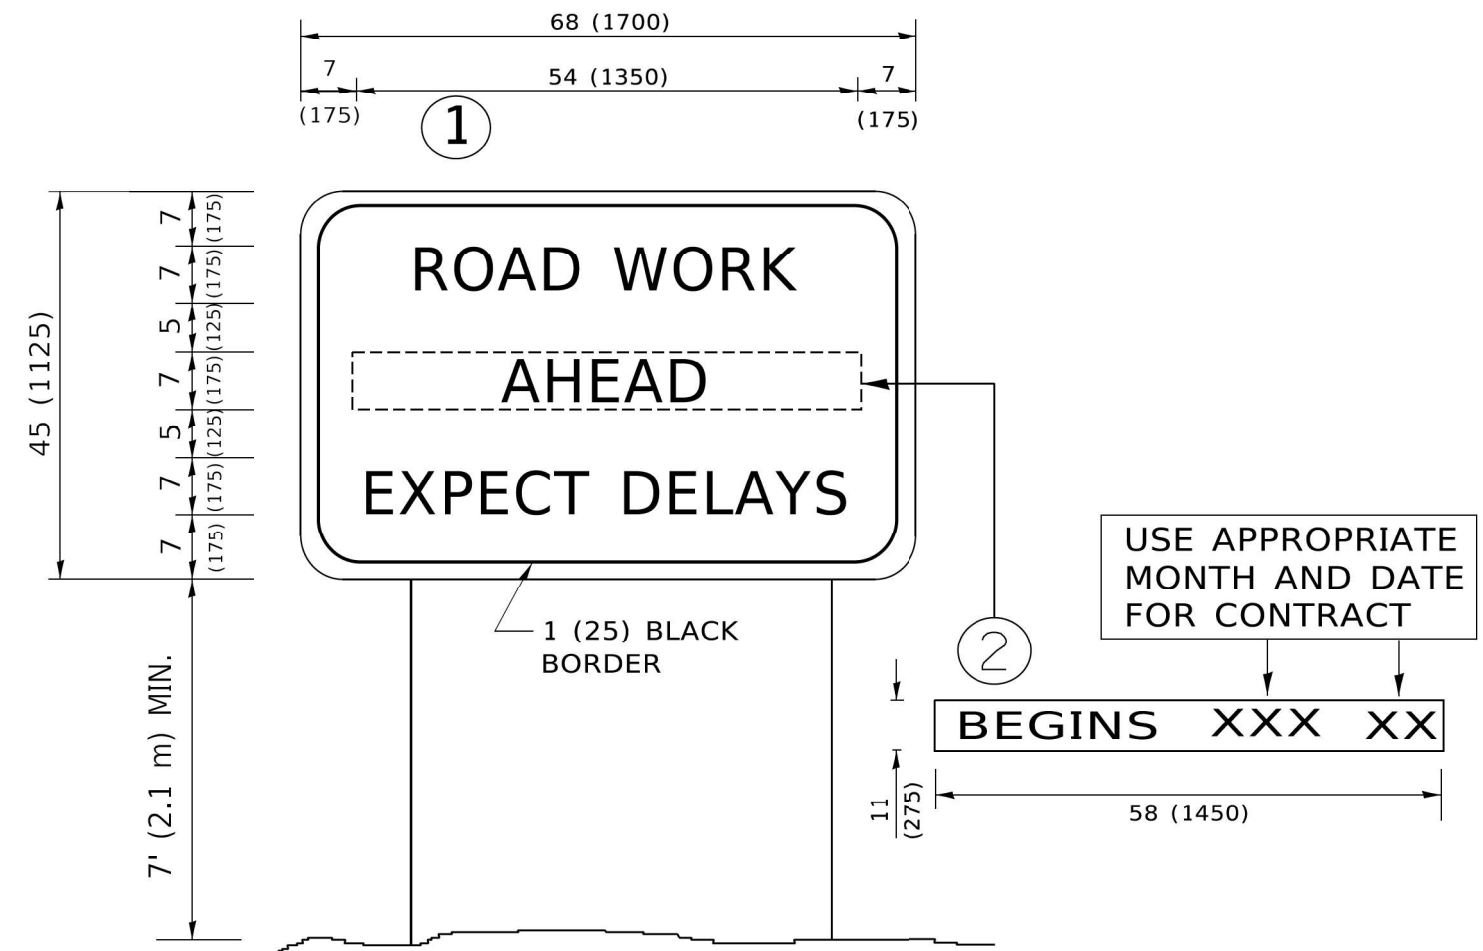 68 (1700)
7
54 (1350)
7
(175)
(175)
1
45 (1125)
7 (175)
7 (175)
5 (125)
7 (175)
5 (125)
7 (175)
7 (175)
ROAD WORK
AHEAD
EXPECT DELAYS
1 (25) BLACK
BORDER
7' (2.1 m) MIN.
2
USE APPROPRIATE
MONTH AND DATE
FOR CONTRACT
BEGINS XXX XX
11
(275)
58 (1450)